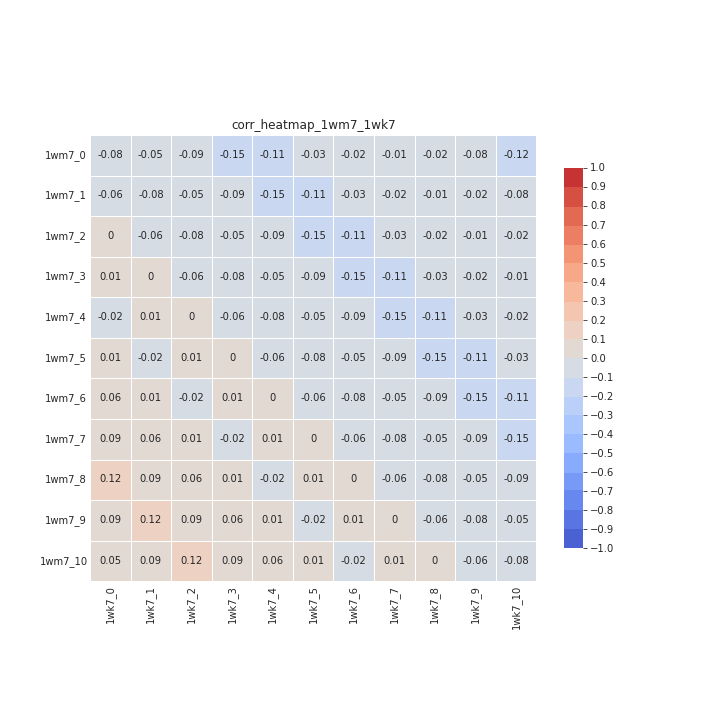 corr_heatmap_1wm7_1wk7
1wm7_0 -0.08 -0.05 -0.09 -0.15 -0.11 -0.03 -0.02 -0.01 -0.02 -0.08 -0.12
1wm7_1 -0.06 -0.08 -0.05 -0.09 -0.15 -0.11 -0.03 -0.02 -0.01 -0.02 -0.08
1wm7_2 0 -0.06 -0.08 -0.05 -0.09 -0.15 -0.11 -0.03 -0.02 -0.01 -0.02
1wm7_3 0.01 0 -0.06 -0.08 -0.05 -0.09 -0.15 -0.11 -0.03 -0.02 -0.01
1wm7_4 -0.02 0.01 0 -0.06 -0.08 -0.05 -0.09 -0.15 -0.11 -0.03 -0.02
1wm7_5 0.01 -0.02 0.01 0 -0.06 -0.08 -0.05 -0.09 -0.15 -0.11 -0.03
1wm7_6 0.06 0.01 -0.02 0.01 0 -0.06 -0.08 -0.05 -0.09 -0.15 -0.11
1wm7_7 0.09 0.06 0.01 -0.02 0.01 0 -0.06 -0.08 -0.05 -0.09 -0.15
1wm7_8 0.12 0.09 0.06 0.01 -0.02 0.01 0 -0.06 -0.08 -0.05 -0.09
1wm7_9 0.09 0.12 0.09 0.06 0.01 -0.02 0.01 0 -0.06 -0.08 -0.05
1wm7_10 0.05 0.09 0.12 0.09 0.06 0.01 -0.02 0.01 0 -0.06 -0.08
1wk7_0 1wk7_1 1wk7_2 1wk7_3 1wk7_4 1wk7_5 1wk7_6 1wk7_7 1wk7_8 1wk7_9 1wk7_10
1.0
0.9
0.8
0.7
0.6
0.5
0.4
0.3
0.2
0.1
0.0
−0.1
−0.2
−0.3
−0.4
−0.5
−0.6
−0.7
−0.8
−0.9
−1.0